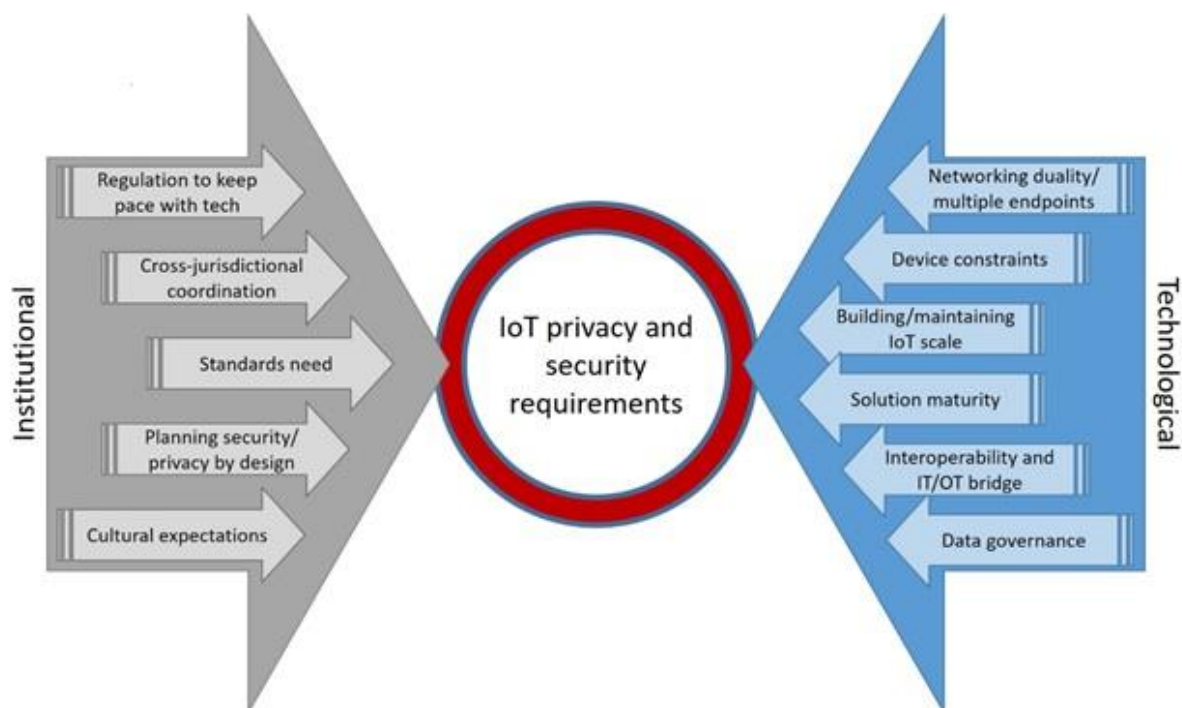 Institutional
Regulation to keep
pace with tech
Cross-jurisdictional
coordination
Standards need
Planning security/
privacy by design
Cultural expectations
IoT privacy and
security
requirements
Networking duality/
multiple endpoints
Device constraints
Building/maintaining
IoT scale
Solution maturity
Interoperability and
IT/OT bridge
Data governance
Technological